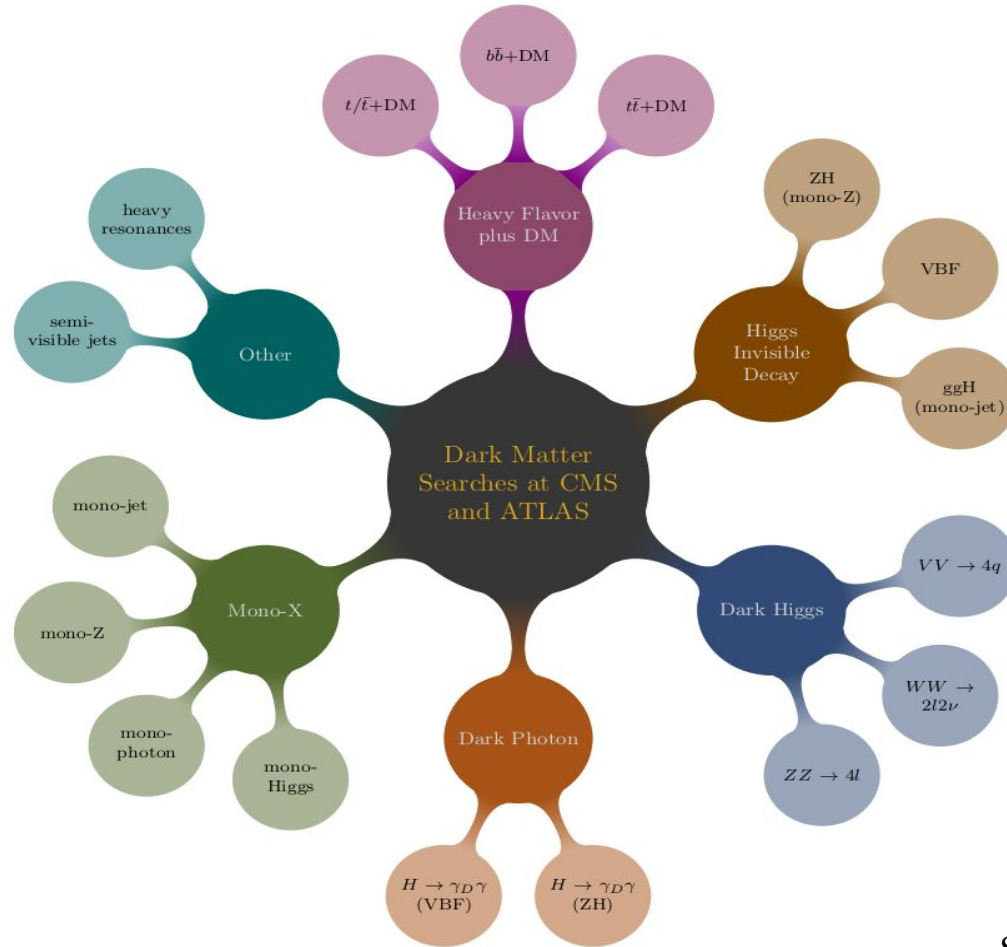 bb̄+DM
t/t̄+DM
tt̄+DM
ZH
(mono-Z)
heavy
resonances
Heavy Flavor
plus DM
VBF
semi-
visible jets
Other
Higgs
Invisible
Decay
ggH
(mono-jet)
Dark Matter
Searches at CMS
and ATLAS
mono-jet
VV → 4q
Mono-X
Dark Higgs
mono-Z
WW →
2l2ν
mono-
photon
Dark Photon
mono-
Higgs
ZZ → 4l
H → γ_D γ
(VBF)
H → γ_D γ
(ZH)